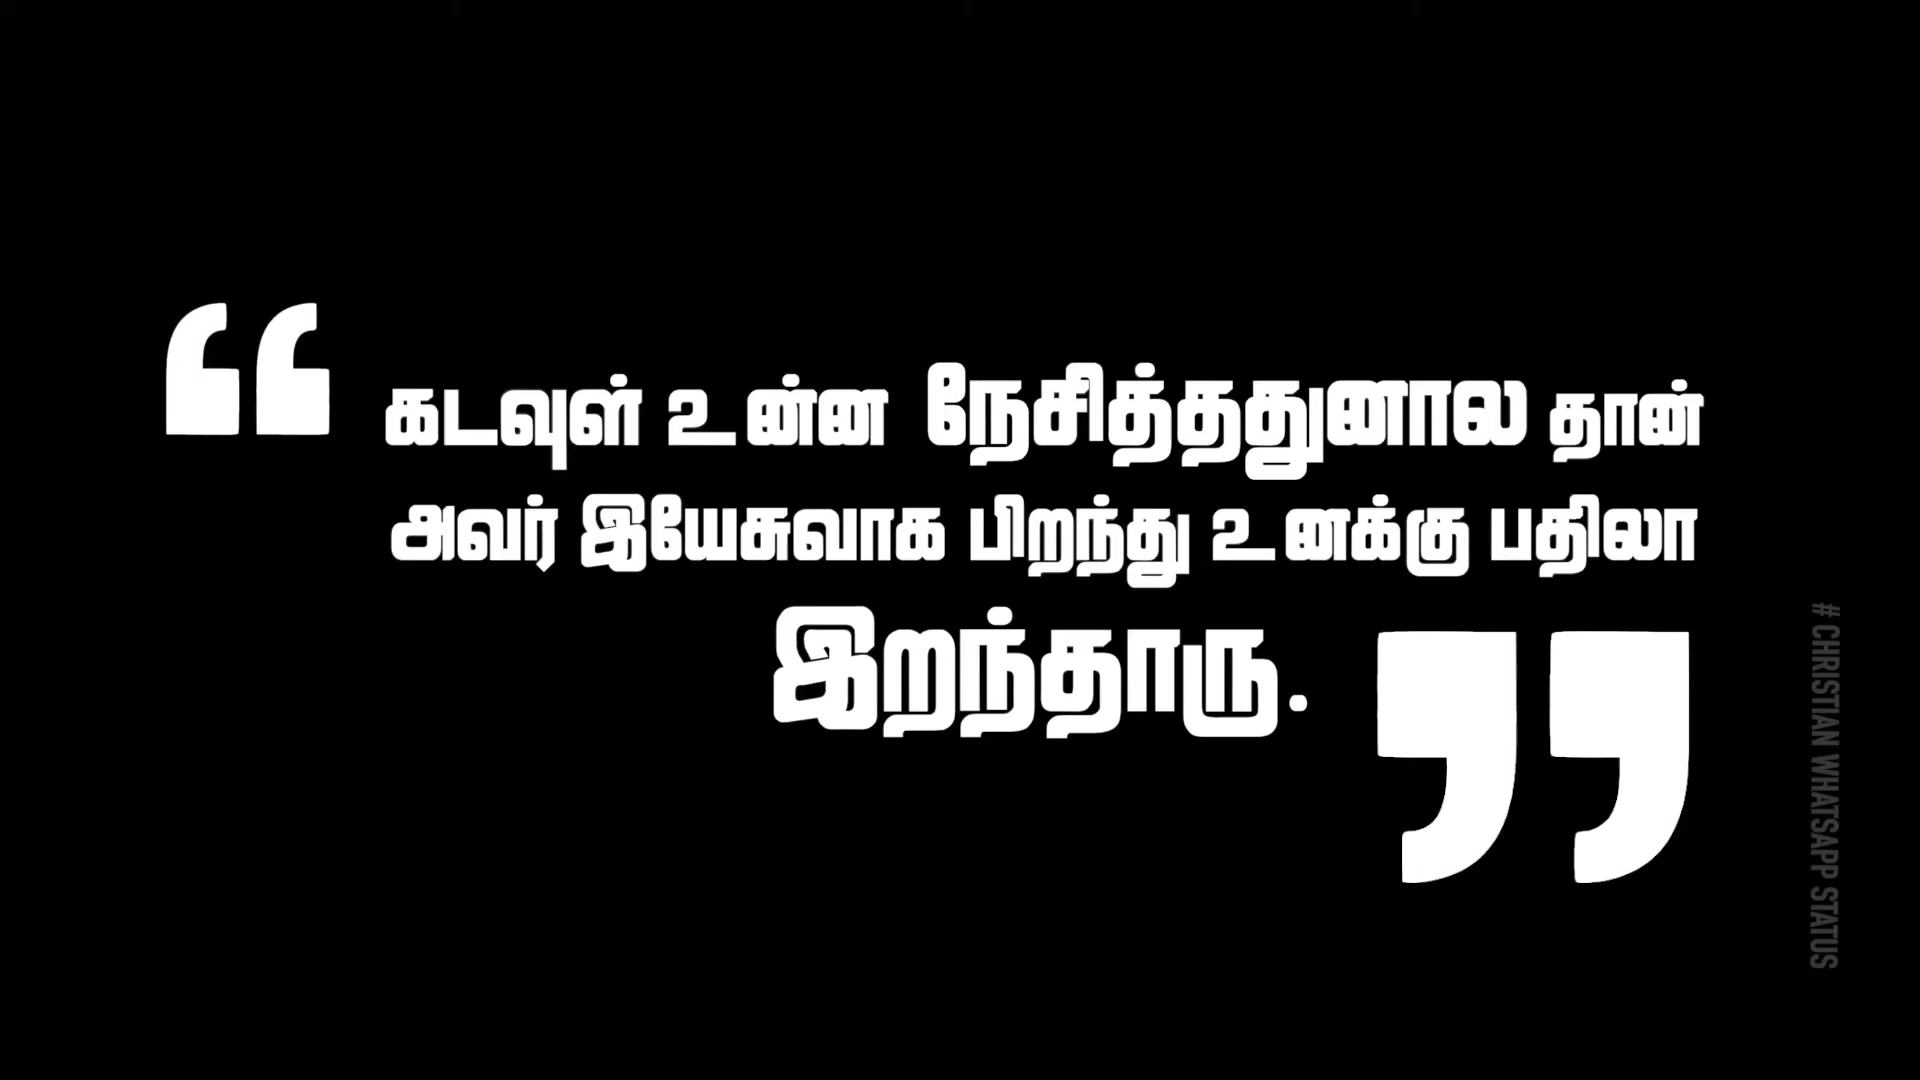 “ கடவுள் உன்ன நேசித்ததுனால தான்
அவர் இயேசுவாக பிறந்து உனக்கு பதிலா
இறந்தாரு. ”
# CHRISTIAN WHATSAPP STATUS